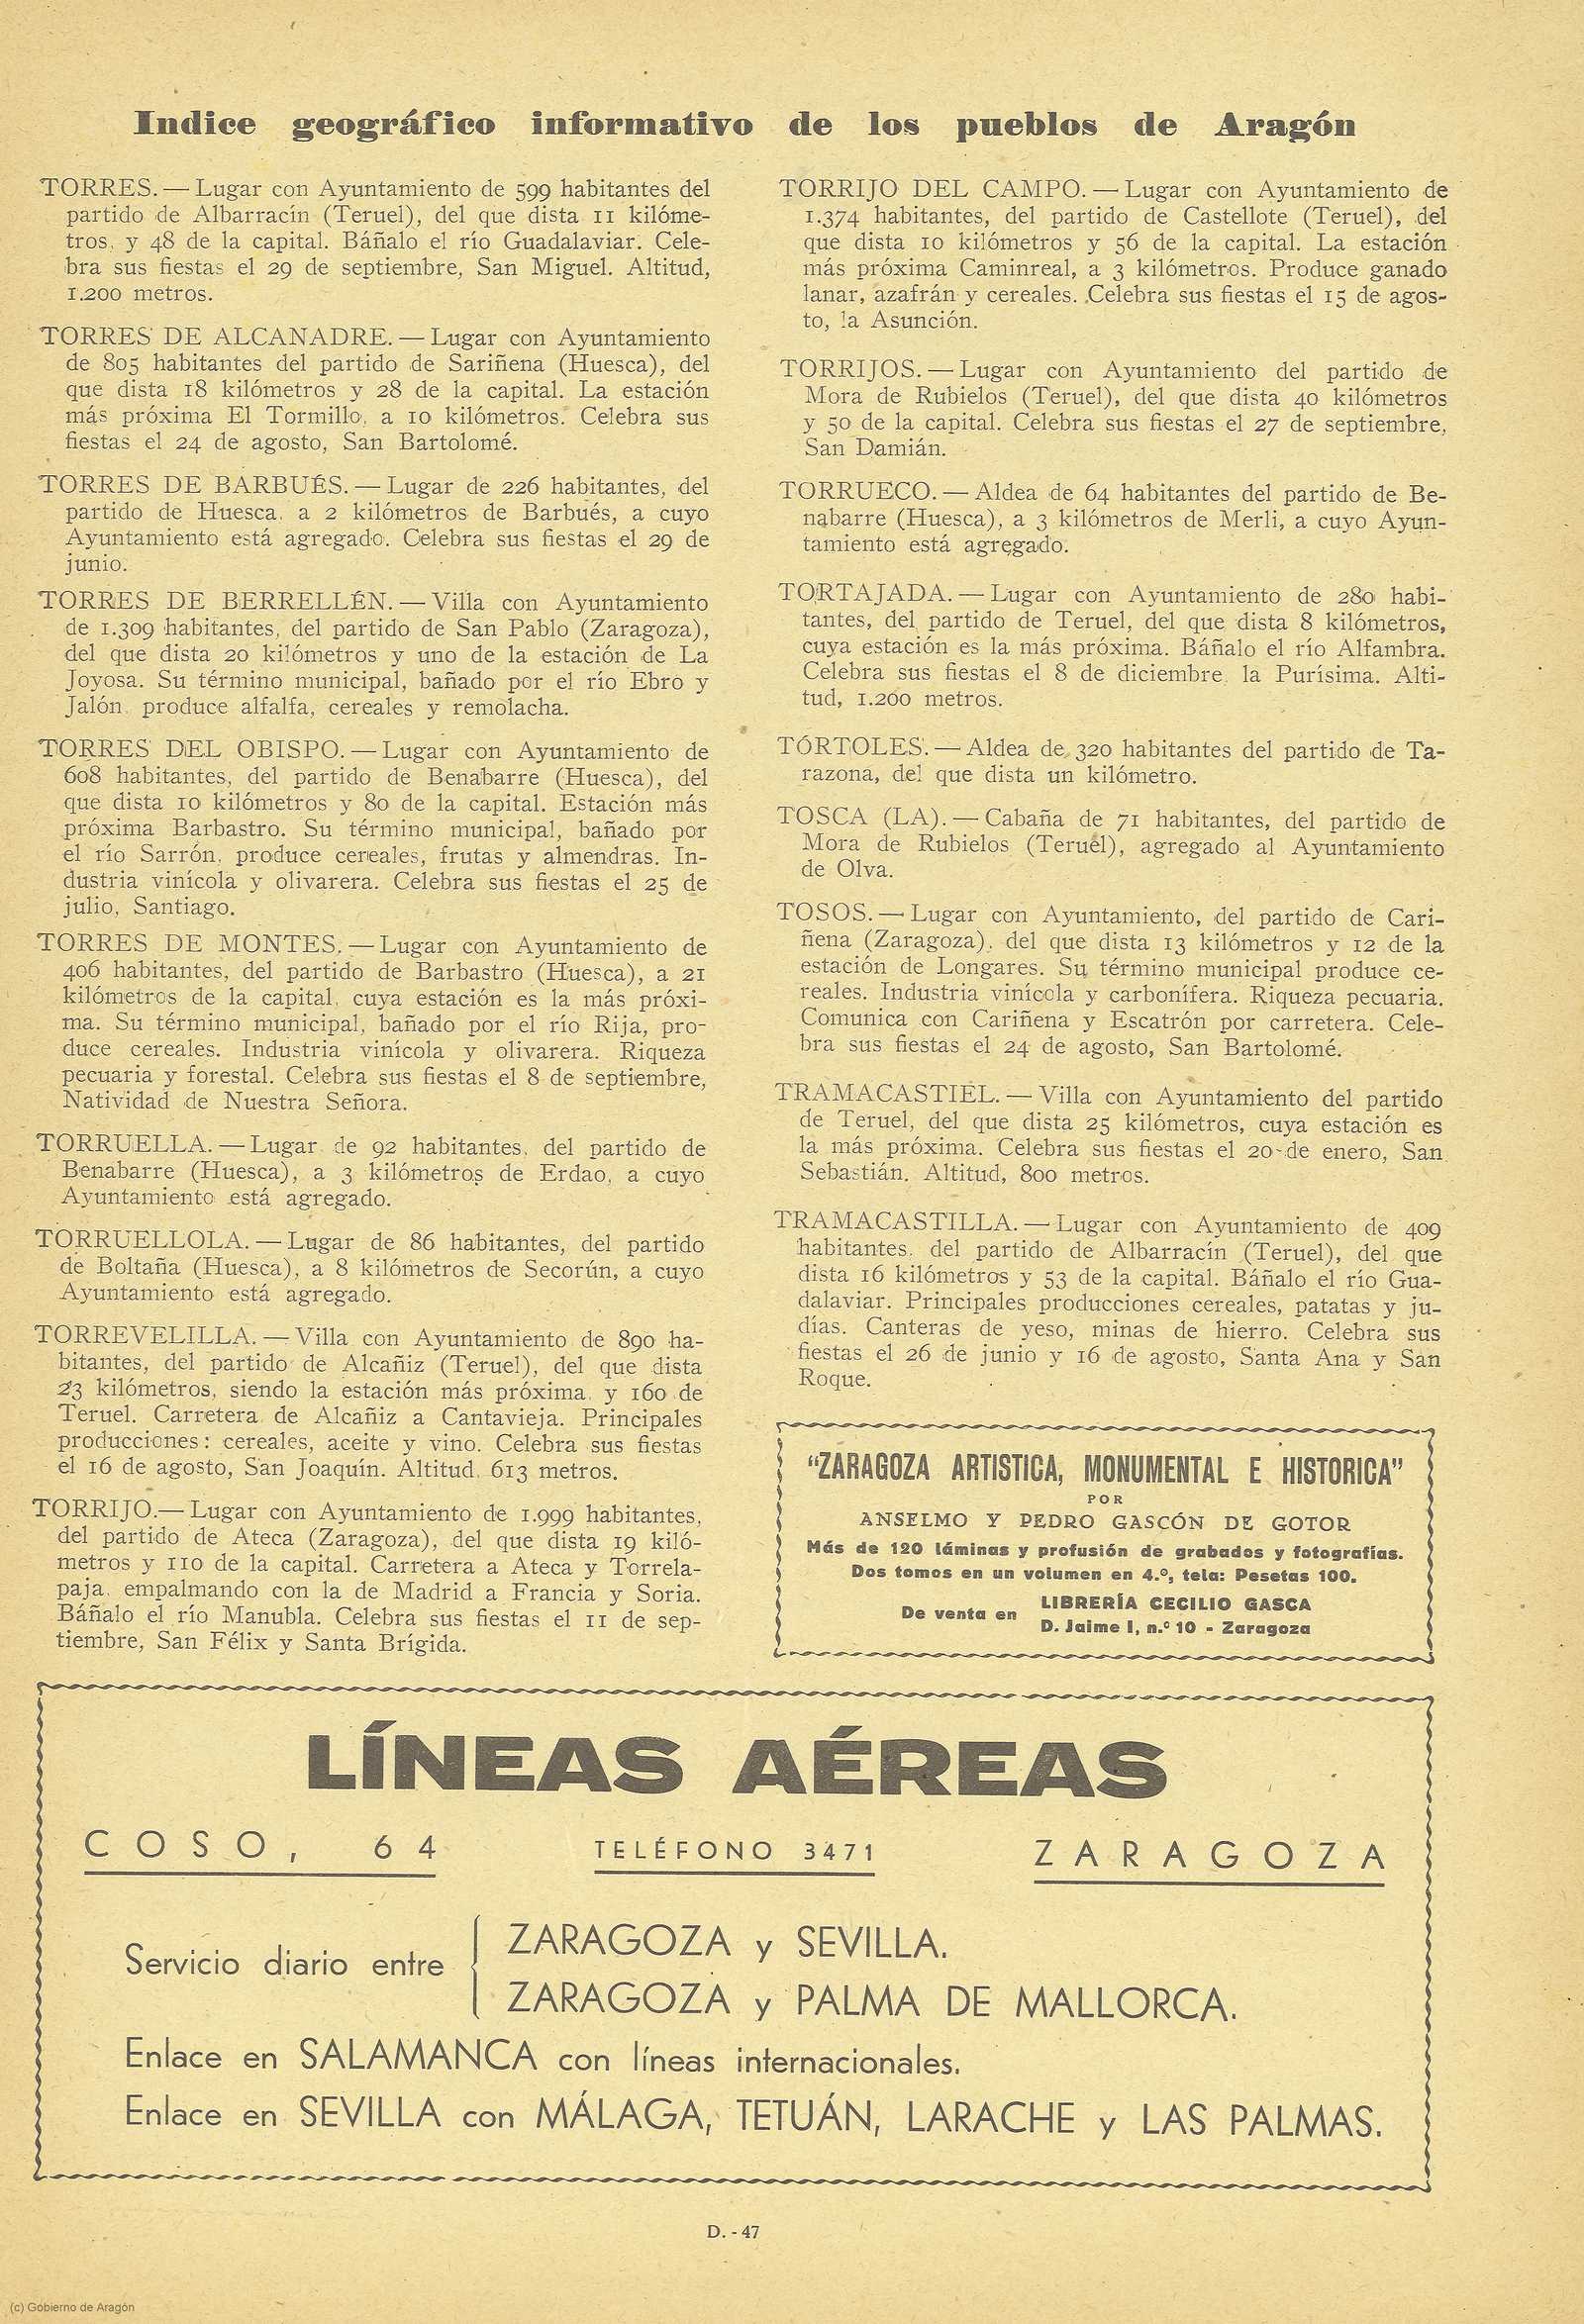 Indice geográfico informativo de los pueblos de Aragón
TORRES. — Lugar con Ayuntamiento de 599 habitantes del
partido de Albarracín (Teruel), del que dista 11 kilóme-
tros, y 48 de la capital. Báñalo el río Guadalaviar. Cele-
bra sus fiestas el 29 de septiembre, San Miguel. Altitud,
1.200 metros.
TORRES DE ALCANADRE. — Lugar con Ayuntamiento
de 805 habitantes del partido de Sariñena (Huesca), del
que dista 18 kilómetros y 28 de la capital. La estación
más próxima El Tormillo, a 10 kilómetros. Celebra sus
fiestas el 24 de agosto, San Bartolomé.
TORRES DE BARBUÉS. — Lugar de 226 habitantes, del
partido de Huesca, a 2 kilómetros de Barbués, a cuyo
Ayuntamiento está agregado. Celebra sus fiestas el 29 de
junio.
TORRES DE BERRELLÉN. — Villa con Ayuntamiento
de 1.309 habitantes, del partido de San Pablo (Zaragoza),
del que dista 20 kilómetros y uno de la estación de La
Joyosa. Su término municipal, bañado por el río Ebro y
Jalón, produce alfalfa, cereales y remolacha.
TORRES DEL OBISPO. — Lugar con Ayuntamiento de
608 habitantes, del partido de Benabarre (Huesca), del
que dista 10 kilómetros y 80 de la capital. Estación más
próxima Barbastro. Su término municipal, bañado por
el río Sarrón, produce cereales, frutas y almendras. In-
dustria vinícola y olivarera. Celebra sus fiestas el 25 de
julio, Santiago.
TORRES DE MONTES. — Lugar con Ayuntamiento de
406 habitantes, del partido de Barbastro (Huesca), a 21
kilómetros de la capital, cuya estación es la más próxi-
ma. Su término municipal, bañado por el río Rija, pro-
duce cereales. Industria vinícola y olivarera. Riqueza
pecuaria y forestal. Celebra sus fiestas el 8 de septiembre,
Natividad de Nuestra Señora.
TORRUELLA. — Lugar de 92 habitantes, del partido de
Benabarre (Huesca), a 3 kilómetros de Erdao, a cuyo
Ayuntamiento está agregado.
TORRUELLOLA. — Lugar de 86 habitantes, del partido
de Boltaña (Huesca), a 8 kilómetros de Secorún, a cuyo
Ayuntamiento está agregado.
TORREVELILLA. — Villa con Ayuntamiento de 890 ha-
bitantes, del partido de Alcañiz (Teruel), del que dista
23 kilómetros, siendo la estación más próxima, y 160 de
Teruel. Carretera de Alcañiz a Cantavieja. Principales
producciones: cereales, aceite y vino. Celebra sus fiestas
el 16 de agosto, San Joaquín. Altitud, 613 metros.
TORRIJO.— Lugar con Ayuntamiento de 1.999 habitantes,
del partido de Ateca (Zaragoza), del que dista 19 kiló-
metros y 110 de la capital. Carretera a Ateca y Torrela-
paja, empalmando con la de Madrid a Francia y Soria.
Báñalo el río Manubla. Celebra sus fiestas el 11 de sep-
tiembre, San Félix y Santa Brígida.
TORRIJO DEL CAMPO. — Lugar con Ayuntamiento de
1.374 habitantes, del partido de Castellote (Teruel), del
que dista 10 kilómetros y 56 de la capital. La estación
más próxima Caminreal, a 3 kilómetros. Produce ganado
lanar, azafrán y cereales. Celebra sus fiestas el 15 de agos-
to, la Asunción.
TORRIJOS. — Lugar con Ayuntamiento del partido de
Mora de Rubielos (Teruel), del que dista 40 kilómetros
y 50 de la capital. Celebra sus fiestas el 27 de septiembre,
San Damián.
TORRUECO. — Aldea de 64 habitantes del partido de Be-
nabarre (Huesca), a 3 kilómetros de Merli, a cuyo Ayun-
tamiento está agregado.
TORTAJADA. — Lugar con Ayuntamiento de 280 habi-
tantes, del partido de Teruel, del que dista 8 kilómetros,
cuya estación es la más próxima. Báñalo el río Alfambra.
Celebra sus fiestas el 8 de diciembre, la Purísima. Alti-
tud, 1.200 metros.
TÓRTOLES. — Aldea de 320 habitantes del partido de Ta-
razona, del que dista un kilómetro.
TOSCA (LA). — Cabaña de 71 habitantes, del partido de
Mora de Rubielos (Teruel), agregado al Ayuntamiento
de Olva.
TOSOS. — Lugar con Ayuntamiento, del partido de Cari-
ñena (Zaragoza), del que dista 13 kilómetros y 12 de la
estación de Longares. Su término municipal produce ce-
reales. Industria vinícola y carbonífera. Riqueza pecuaria.
Comunica con Cariñena y Escatrón por carretera. Cele-
bra sus fiestas el 24 de agosto, San Bartolomé.
TRAMACASTIEL. — Villa con Ayuntamiento del partido
de Teruel, del que dista 25 kilómetros, cuya estación es
la más próxima. Celebra sus fiestas el 20 de enero, San
Sebastián. Altitud, 800 metros.
TRAMACASTILLA. — Lugar con Ayuntamiento de 409
habitantes, del partido de Albarracín (Teruel), del que
dista 16 kilómetros y 53 de la capital. Báñalo el río Gua-
dalaviar. Principales producciones cereales, patatas y ju-
días. Canteras de yeso, minas de hierro. Celebra sus
fiestas el 26 de junio y 16 de agosto, Santa Ana y San
Roque.
"ZARAGOZA ARTISTICA, MONUMENTAL E HISTORICA"
POR
ANSELMO Y PEDRO GASCÓN DE GOTOR
Más de 120 láminas y profusión de grabados y fotografías.
Dos tomos en un volumen en 4.º, tela: Pesetas 100.
De venta en LIBRERÍA CECILIO GASCA
D. Jaime I, n.º 10 - Zaragoza
LÍNEAS AÉREAS
COSO, 64 TELÉFONO 3471 ZARAGOZA
Servicio diario entre
ZARAGOZA y SEVILLA.
ZARAGOZA y PALMA DE MALLORCA.
Enlace en SALAMANCA con líneas internacionales.
Enlace en SEVILLA con MÁLAGA, TETUÁN, LARACHE y LAS PALMAS.
D. - 47
(c) Gobierno de Aragón